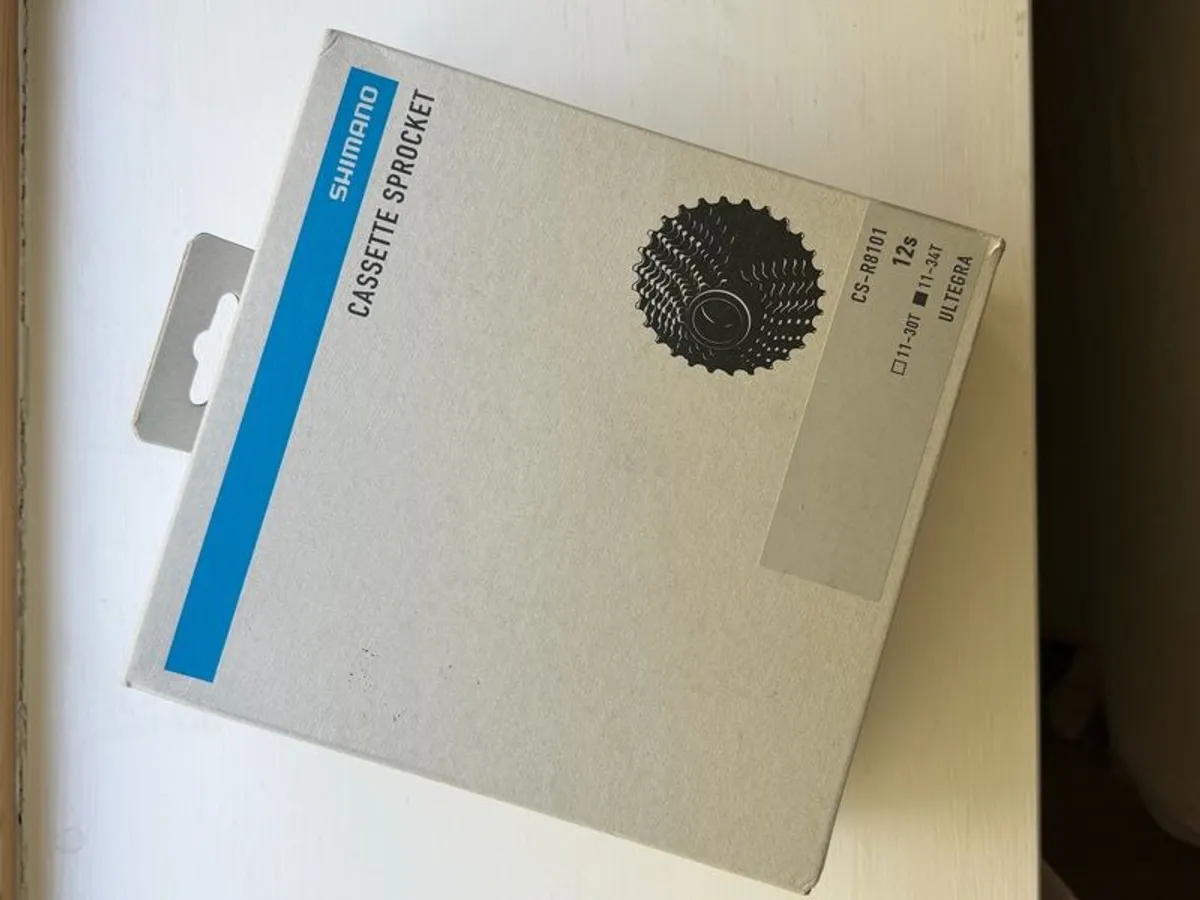 SHIMANO
CASSETTE SPROCKET
CS-R8101
12s
□11-30T ■11-34T
ULTEGRA